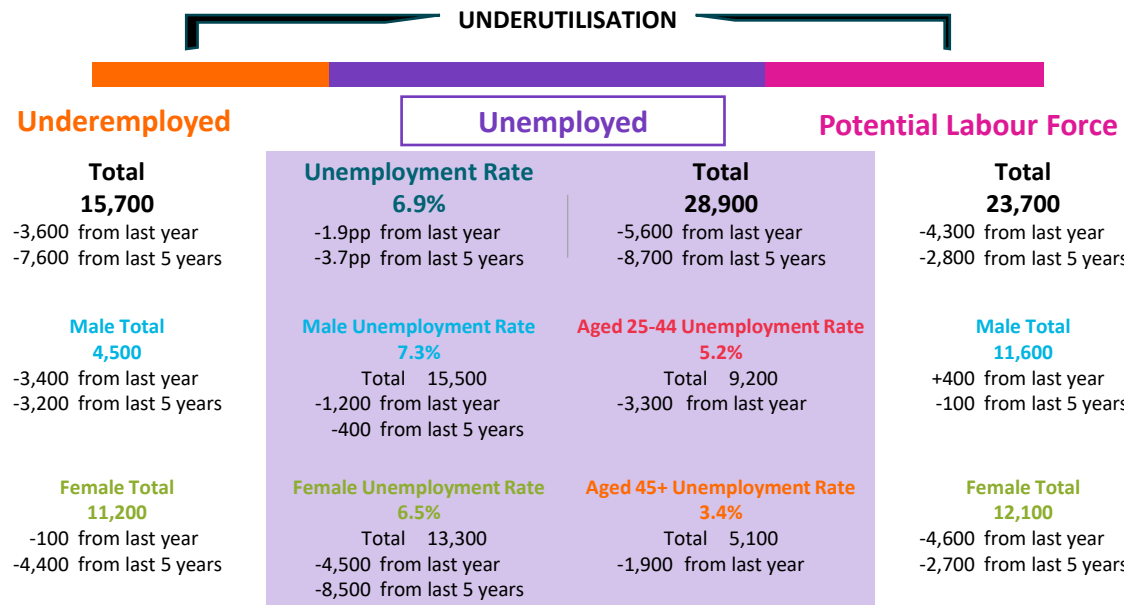 UNDERUTILISATION
Underemployed
Unemployed
Potential Labour Force
Total
15,700
-3,600 from last year
-7,600 from last 5 years
Unemployment Rate
6.9%
-1.9pp from last year
-3.7pp from last 5 years
Total
28,900
-5,600 from last year
-8,700 from last 5 years
Total
23,700
-4,300 from last year
-2,800 from last 5 years
Male Total
4,500
-3,400 from last year
-3,200 from last 5 years
Male Unemployment Rate
7.3%
Total 15,500
-1,200 from last year
-400 from last 5 years
Aged 25-44 Unemployment Rate
5.2%
Total 9,200
-3,300 from last year
Male Total
11,600
+400 from last year
-100 from last 5 years
Female Total
11,200
-100 from last year
-4,400 from last 5 years
Female Unemployment Rate
6.5%
Total 13,300
-4,500 from last year
-8,500 from last 5 years
Aged 45+ Unemployment Rate
3.4%
Total 5,100
-1,900 from last year
Female Total
12,100
-4,600 from last year
-2,700 from last 5 years